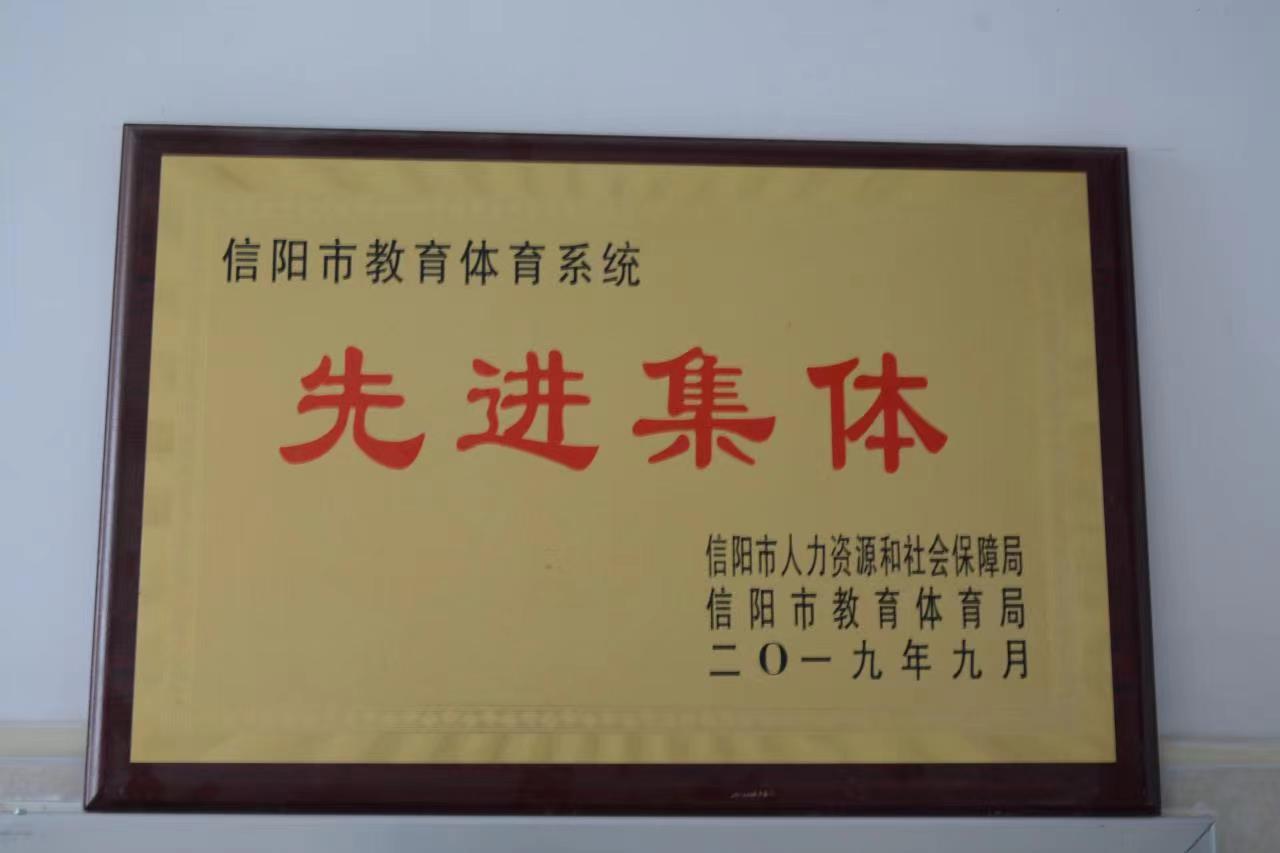 信阳市教育体育系统
先进集体
信阳市人力资源和社会保障局
信阳市教育体育局
二〇一九年九月